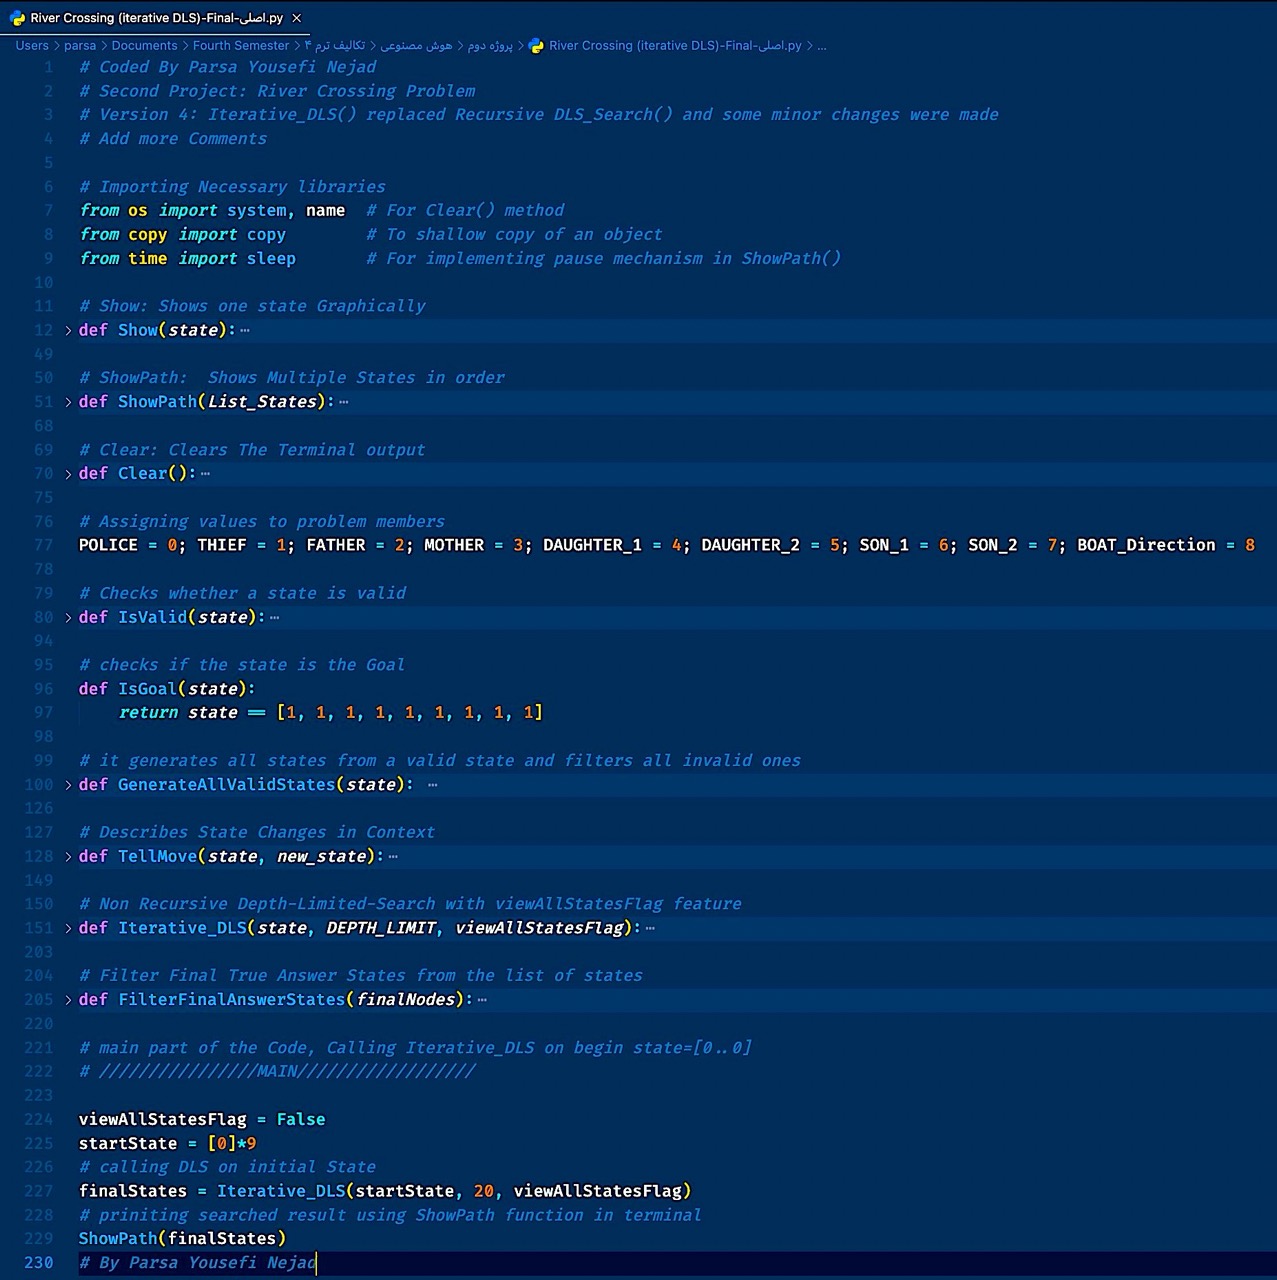 River Crossing (iterative DLS)-Final-اصلی.py ×
Users > parsa > Documents > Fourth Semester > تکالیف ترم ۴ > هوش مصنوعی > پروژه دوم > River Crossing (iterative DLS)-Final-اصلی.py > ...
1 # Coded By Parsa Yousefi Nejad
2 # Second Project: River Crossing Problem
3 # Version 4: Iterative_DLS() replaced Recursive DLS_Search() and some minor changes were made
4 # Add more Comments
5
6 # Importing Necessary libraries
7 from os import system, name # For Clear() method
8 from copy import copy # To shallow copy of an object
9 from time import sleep # For implementing pause mechanism in ShowPath()
10
11 # Show: Shows one state Graphically
12 > def Show(state): ⋯
49
50 # ShowPath:  Shows Multiple States in order
51 > def ShowPath(List_States): ⋯
68
69 # Clear: Clears The Terminal output
70 > def Clear(): ⋯
75
76 # Assigning values to problem members
77 POLICE = 0; THIEF = 1; FATHER = 2; MOTHER = 3; DAUGHTER_1 = 4; DAUGHTER_2 = 5; SON_1 = 6; SON_2 = 7; BOAT_Direction = 8
78
79 # Checks whether a state is valid
80 > def IsValid(state): ⋯
94
95 # checks if the state is the Goal
96 def IsGoal(state):
97 return state == [1, 1, 1, 1, 1, 1, 1, 1, 1]
98
99 # it generates all states from a valid state and filters all invalid ones
100 > def GenerateAllValidStates(state): ⋯
126
127 # Describes State Changes in Context
128 > def TellMove(state, new_state): ⋯
149
150 # Non Recursive Depth-Limited-Search with viewAllStatesFlag feature
151 > def Iterative_DLS(state, DEPTH_LIMIT, viewAllStatesFlag): ⋯
203
204 # Filter Final True Answer States from the list of states
205 > def FilterFinalAnswerStates(finalNodes): ⋯
220
221 # main part of the Code, Calling Iterative_DLS on begin state=[0..0]
222 # ////////////////MAIN//////////////////
223
224 viewAllStatesFlag = False
225 startState = [0]*9
226 # calling DLS on initial State
227 finalStates = Iterative_DLS(startState, 20, viewAllStatesFlag)
228 # priniting searched result using ShowPath function in terminal
229 ShowPath(finalStates)
230 # By Parsa Yousefi Nejad